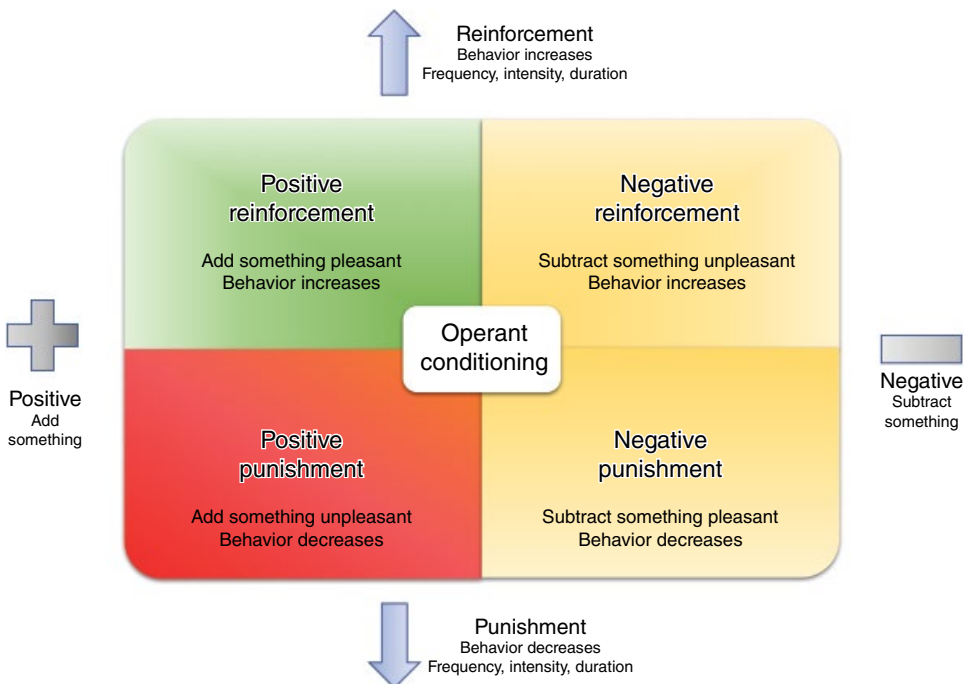 Reinforcement
Behavior increases
Frequency, intensity, duration
Positive
reinforcement
Add something pleasant
Behavior increases
Negative
reinforcement
Subtract something unpleasant
Behavior increases
Operant
conditioning
Positive
Add
something
Negative
Subtract
something
Positive
punishment
Add something unpleasant
Behavior decreases
Negative
punishment
Subtract something pleasant
Behavior decreases
Punishment
Behavior decreases
Frequency, intensity, duration